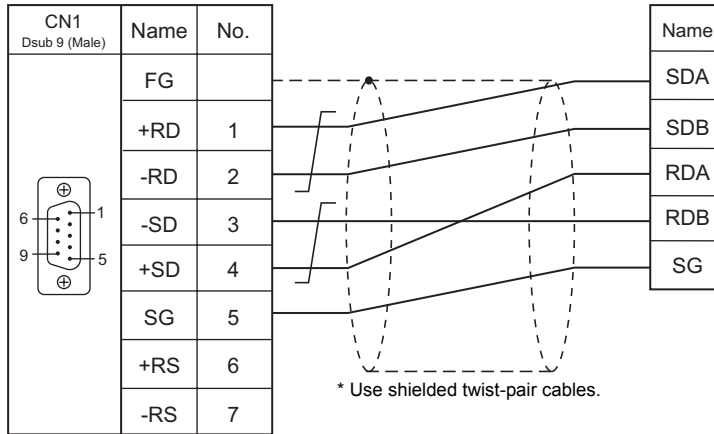 CN1
Dsub 9 (Male)
Name No.
Name
FG
SDA
+RD 1
SDB
-RD 2
RDA
6 1
-SD 3
RDB
9 5
+SD 4
SG
SG 5
+RS 6
* Use shielded twist-pair cables.
-RS 7